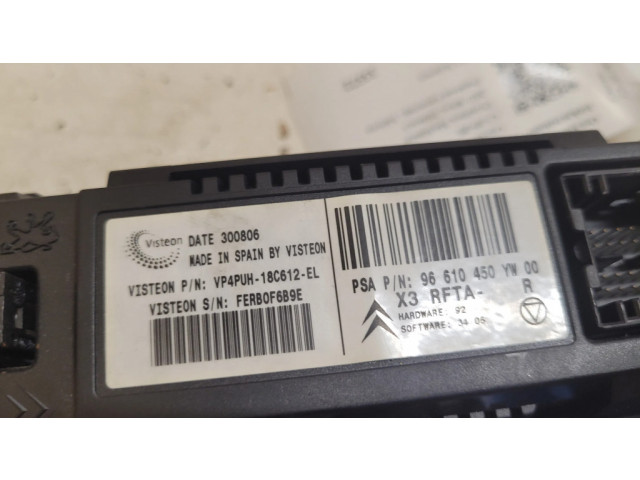 Visteon
DATE 300806
MADE IN SPAIN BY VISTEON
VISTEON P/N: VP4PUH-18C612-EL
VISTEON S/N: FERBOF6B9E
PSA P/N: 96 610 450 YW 00
X3 RFTA- R
HARDWARE: 92
SOFTWARE: 34 05